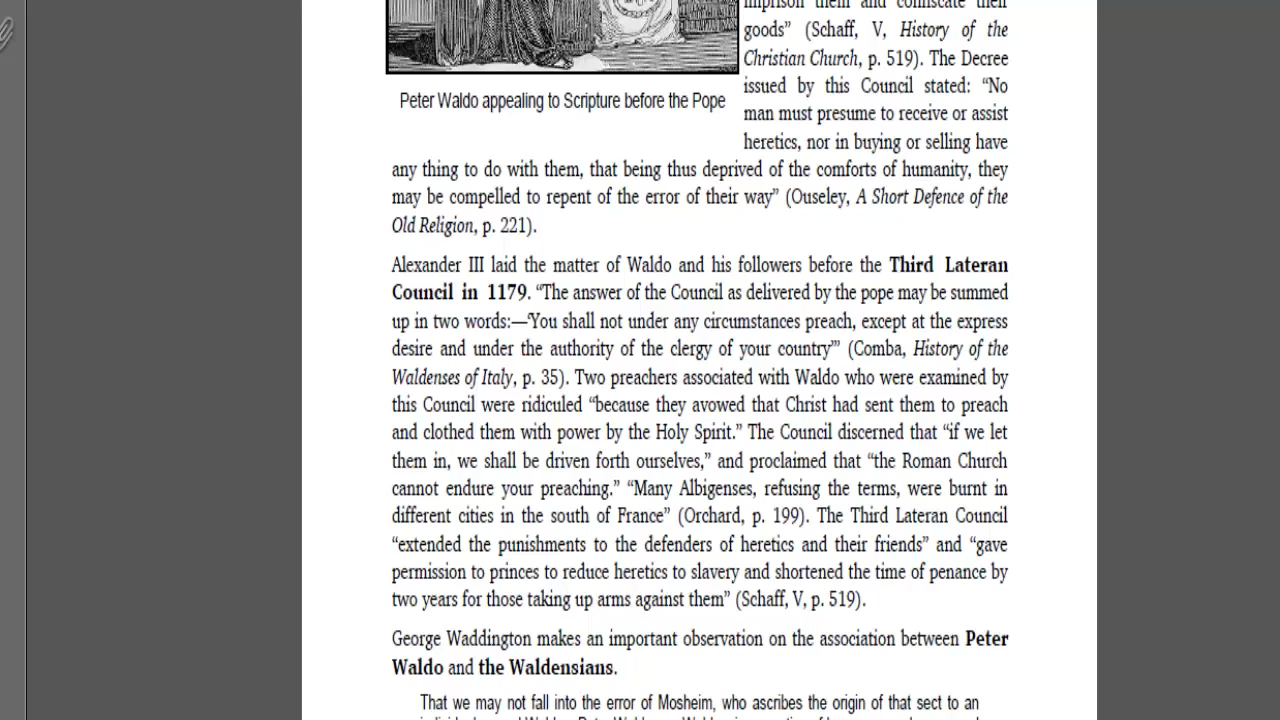 imprison them and confiscate their
goods” (Schaff, V, History of the
Christian Church, p. 519). The Decree
issued by this Council stated: “No
Peter Waldo appealing to Scripture before the Pope
man must presume to receive or assist
heretics, nor in buying or selling have
any thing to do with them, that being thus deprived of the comforts of humanity, they
may be compelled to repent of the error of their way” (Ouseley, A Short Defence of the
Old Religion, p. 221).
Alexander III laid the matter of Waldo and his followers before the Third Lateran
Council in 1179. “The answer of the Council as delivered by the pope may be summed
up in two words:—‘You shall not under any circumstances preach, except at the express
desire and under the authority of the clergy of your country’” (Comba, History of the
Waldenses of Italy, p. 35). Two preachers associated with Waldo who were examined by
this Council were ridiculed “because they avowed that Christ had sent them to preach
and clothed them with power by the Holy Spirit.” The Council discerned that “if we let
them in, we shall be driven forth ourselves,” and proclaimed that “the Roman Church
cannot endure your preaching.” “Many Albigenses, refusing the terms, were burnt in
different cities in the south of France” (Orchard, p. 199). The Third Lateran Council
“extended the punishments to the defenders of heretics and their friends” and “gave
permission to princes to reduce heretics to slavery and shortened the time of penance by
two years for those taking up arms against them” (Schaff, V, p. 519).
George Waddington makes an important observation on the association between Peter
Waldo and the Waldensians.
That we may not fall into the error of Mosheim, who ascribes the origin of that sect to an